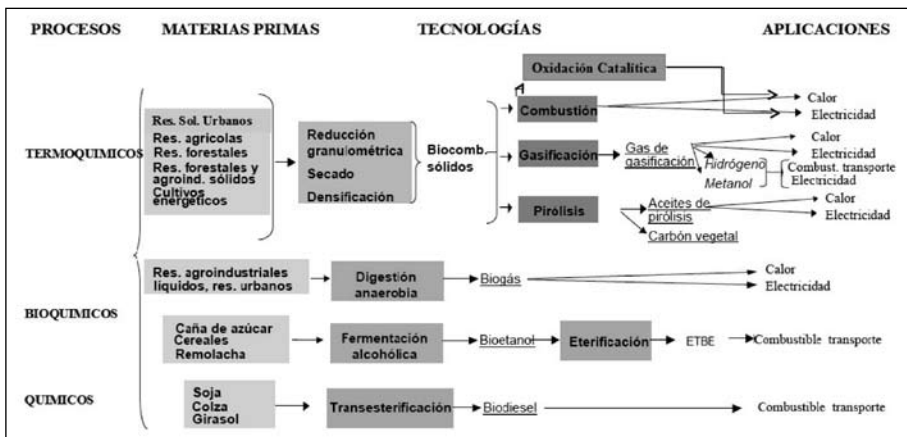 PROCESOS MATERIAS PRIMAS TECNOLOGÍAS APLICACIONES
Oxidación Catalítica
TERMOQUIMICOS
Res. Sol. Urbanos
Res. agrícolas
Res. forestales
Res. forestales y
agroind. sólidos
Cultivos
energéticos
Reducción
granulométrica
Secado
Densificación
Biocomb.
sólidos
Combustión
Calor
Electricidad
Gasificación
Gas de
gasificación
Hidrógeno
Metanol
Calor
Electricidad
Combust. transporte
Electricidad
Pirólisis
Aceites de
pirólisis
Carbón vegetal
Calor
Electricidad
BIOQUIMICOS
Res. agroindustriales
líquidos, res. urbanos
Digestión
anaerobia
Biogás
Calor
Electricidad
Caña de azúcar
Cereales
Remolacha
Fermentación
alcohólica
Bioetanol
Eterificación
ETBE
Combustible transporte
QUIMICOS
Soja
Colza
Girasol
Transesterificación
Biodiesel
Combustible transporte